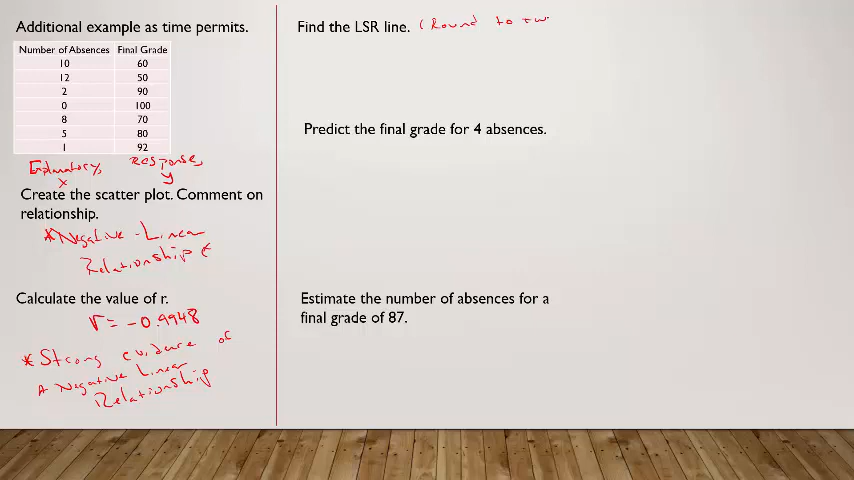 Additional example as time permits.
Number of Absences Final Grade
10 60
12 50
2 90
0 100
8 70
5 80
1 92
Explanatory Response
x y
Create the scatter plot. Comment on
relationship.
*Negative - Linear
Relationship
Calculate the value of r.
r = -0.9948
*Strong evidence of
A Negative Linear
Relationship
Find the LSR line. (Round to tw
Predict the final grade for 4 absences.
Estimate the number of absences for a
final grade of 87.